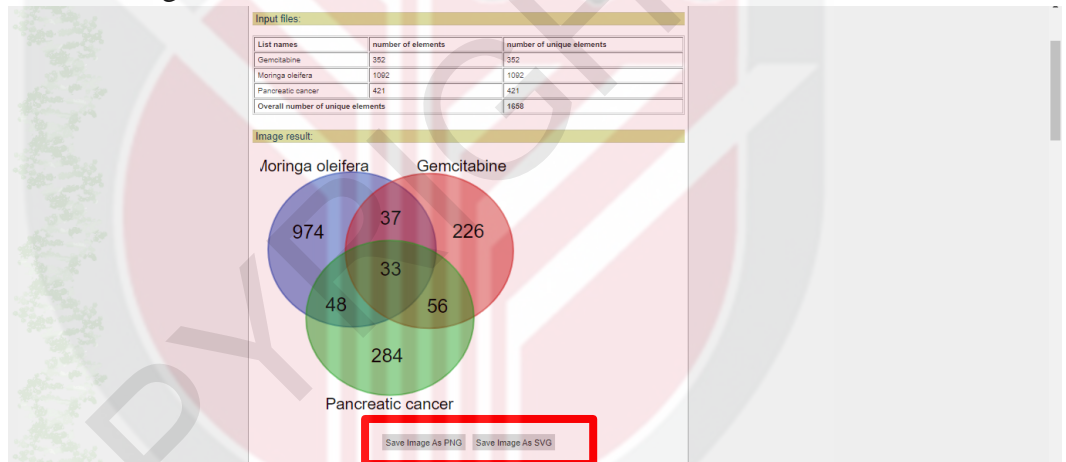 Input files:
List names number of elements number of unique elements
Gemcitabine 352 352
Moringa oleifera 1092 1092
Pancreatic cancer 421 421
Overall number of unique elements 1658
Image result:
Moringa oleifera Gemcitabine
974 37 226
33
48 56
284
Pancreatic cancer
Save Image As PNG Save Image As SVG